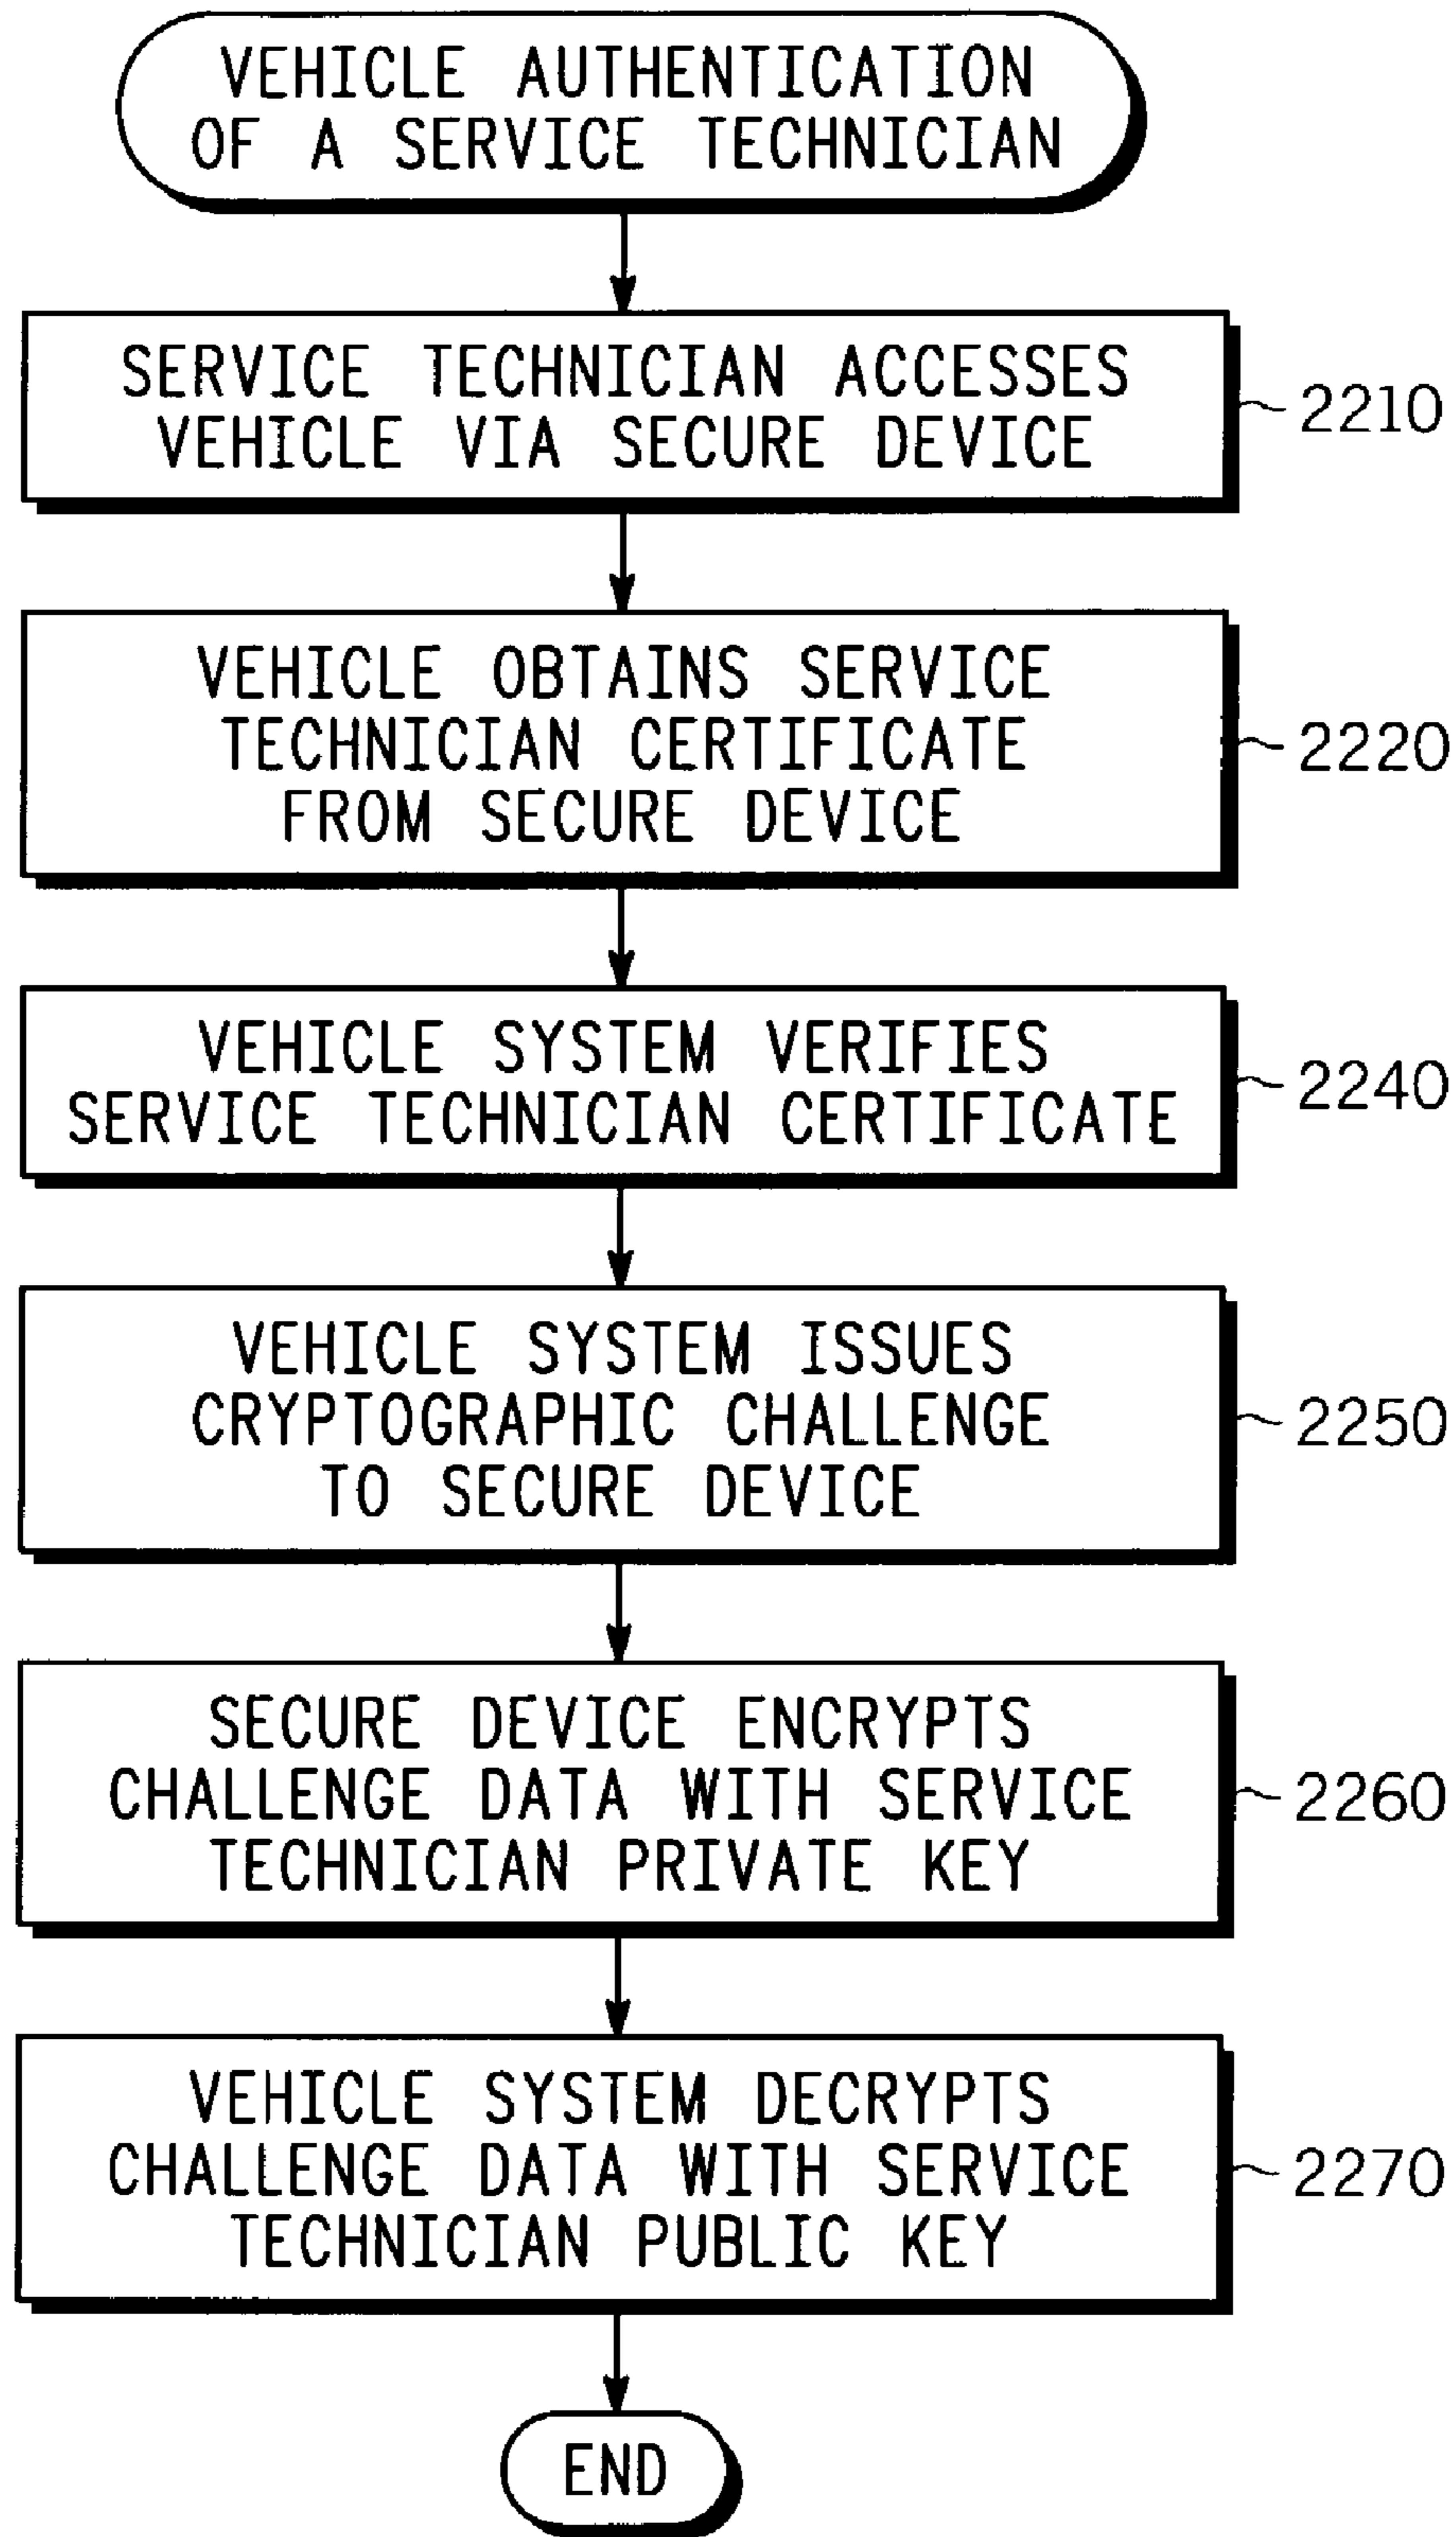 VEHICLE AUTHENTICATION
OF A SERVICE TECHNICIAN
SERVICE TECHNICIAN ACCESSES
VEHICLE VIA SECURE DEVICE
2210
VEHICLE OBTAINS SERVICE
TECHNICIAN CERTIFICATE
FROM SECURE DEVICE
2220
VEHICLE SYSTEM VERIFIES
SERVICE TECHNICIAN CERTIFICATE
2240
VEHICLE SYSTEM ISSUES
CRYPTOGRAPHIC CHALLENGE
TO SECURE DEVICE
2250
SECURE DEVICE ENCRYPTS
CHALLENGE DATA WITH SERVICE
TECHNICIAN PRIVATE KEY
2260
VEHICLE SYSTEM DECRYPTS
CHALLENGE DATA WITH SERVICE
TECHNICIAN PUBLIC KEY
2270
END